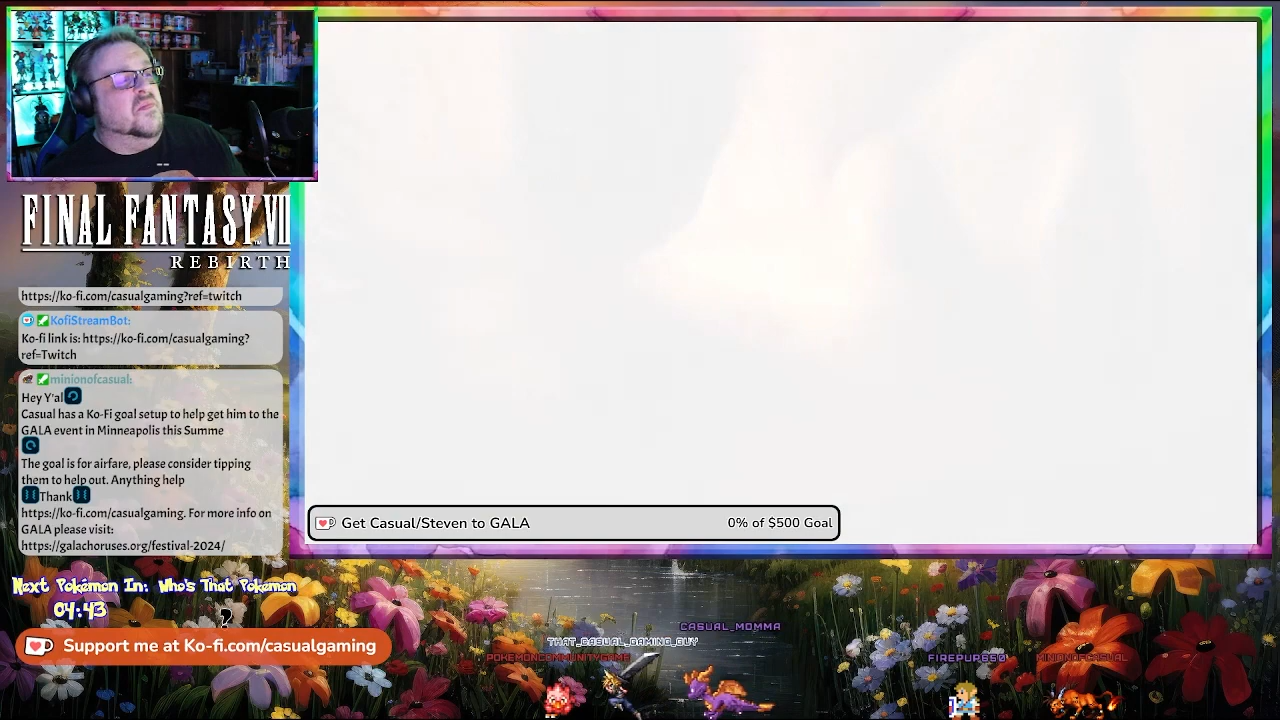 FINAL FANTASY VII
REBIRTH
https://ko-fi.com/casualgaming?ref=twitch
KofiStreamBot:
Ko-fi link is: https://ko-fi.com/casualgaming?
ref=Twitch
minionofcasual:
Hey Y'al
Casual has a Ko-Fi goal setup to help get him to the
GALA event in Minneapolis this Summe
The goal is for airfare, please consider tipping
them to help out. Anything help
Thank
https://ko-fi.com/casualgaming. For more info on
GALA please visit:
https://galachoruses.org/festival-2024/
Get Casual/Steven to GALA 0% of $500 Goal
Next Pokémon In: Who's That Pokemon
04:43 ?
Support me at Ko-fi.com/casualgaming
CASUAL_MOMMA
THAT_CASUAL_GAMING_GUY
POKEMONCOMMUNITYGAME
FIREPUP650
MINIONOFCASUAL